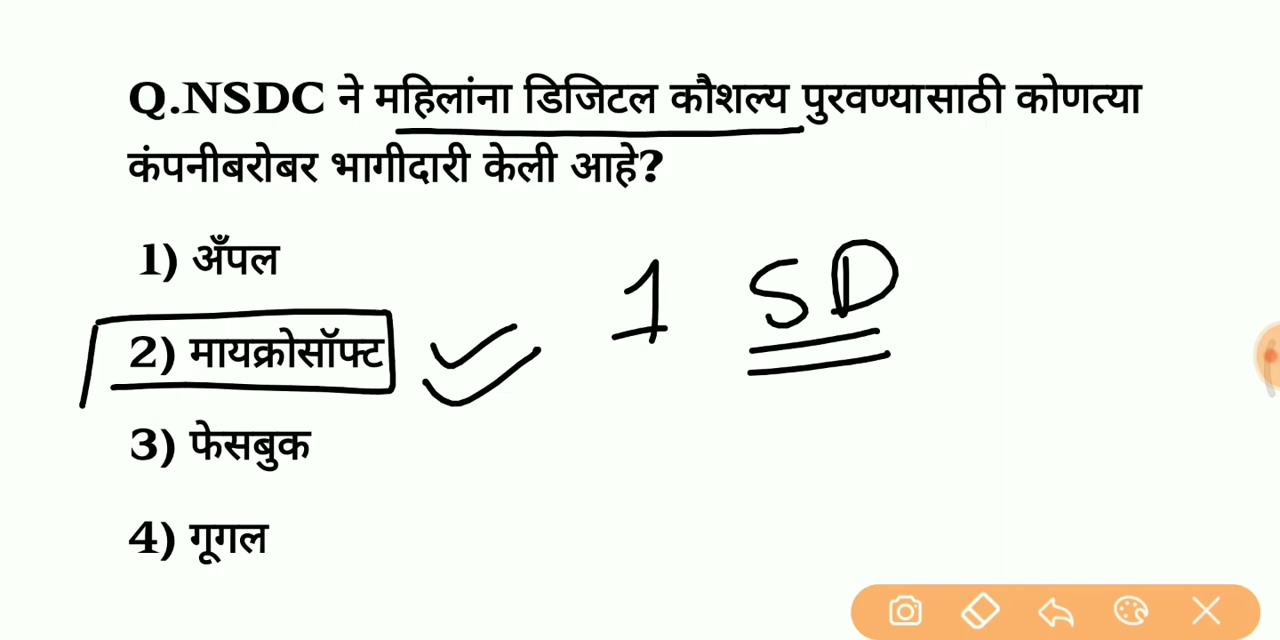 Q.NSDC ने महिलांना डिजिटल कौशल्य पुरवण्यासाठी कोणत्या
कंपनीबरोबर भागीदारी केली आहे?
1) अँपल
1 SD
2) मायक्रोसॉफ्ट
3) फेसबुक
4) गूगल